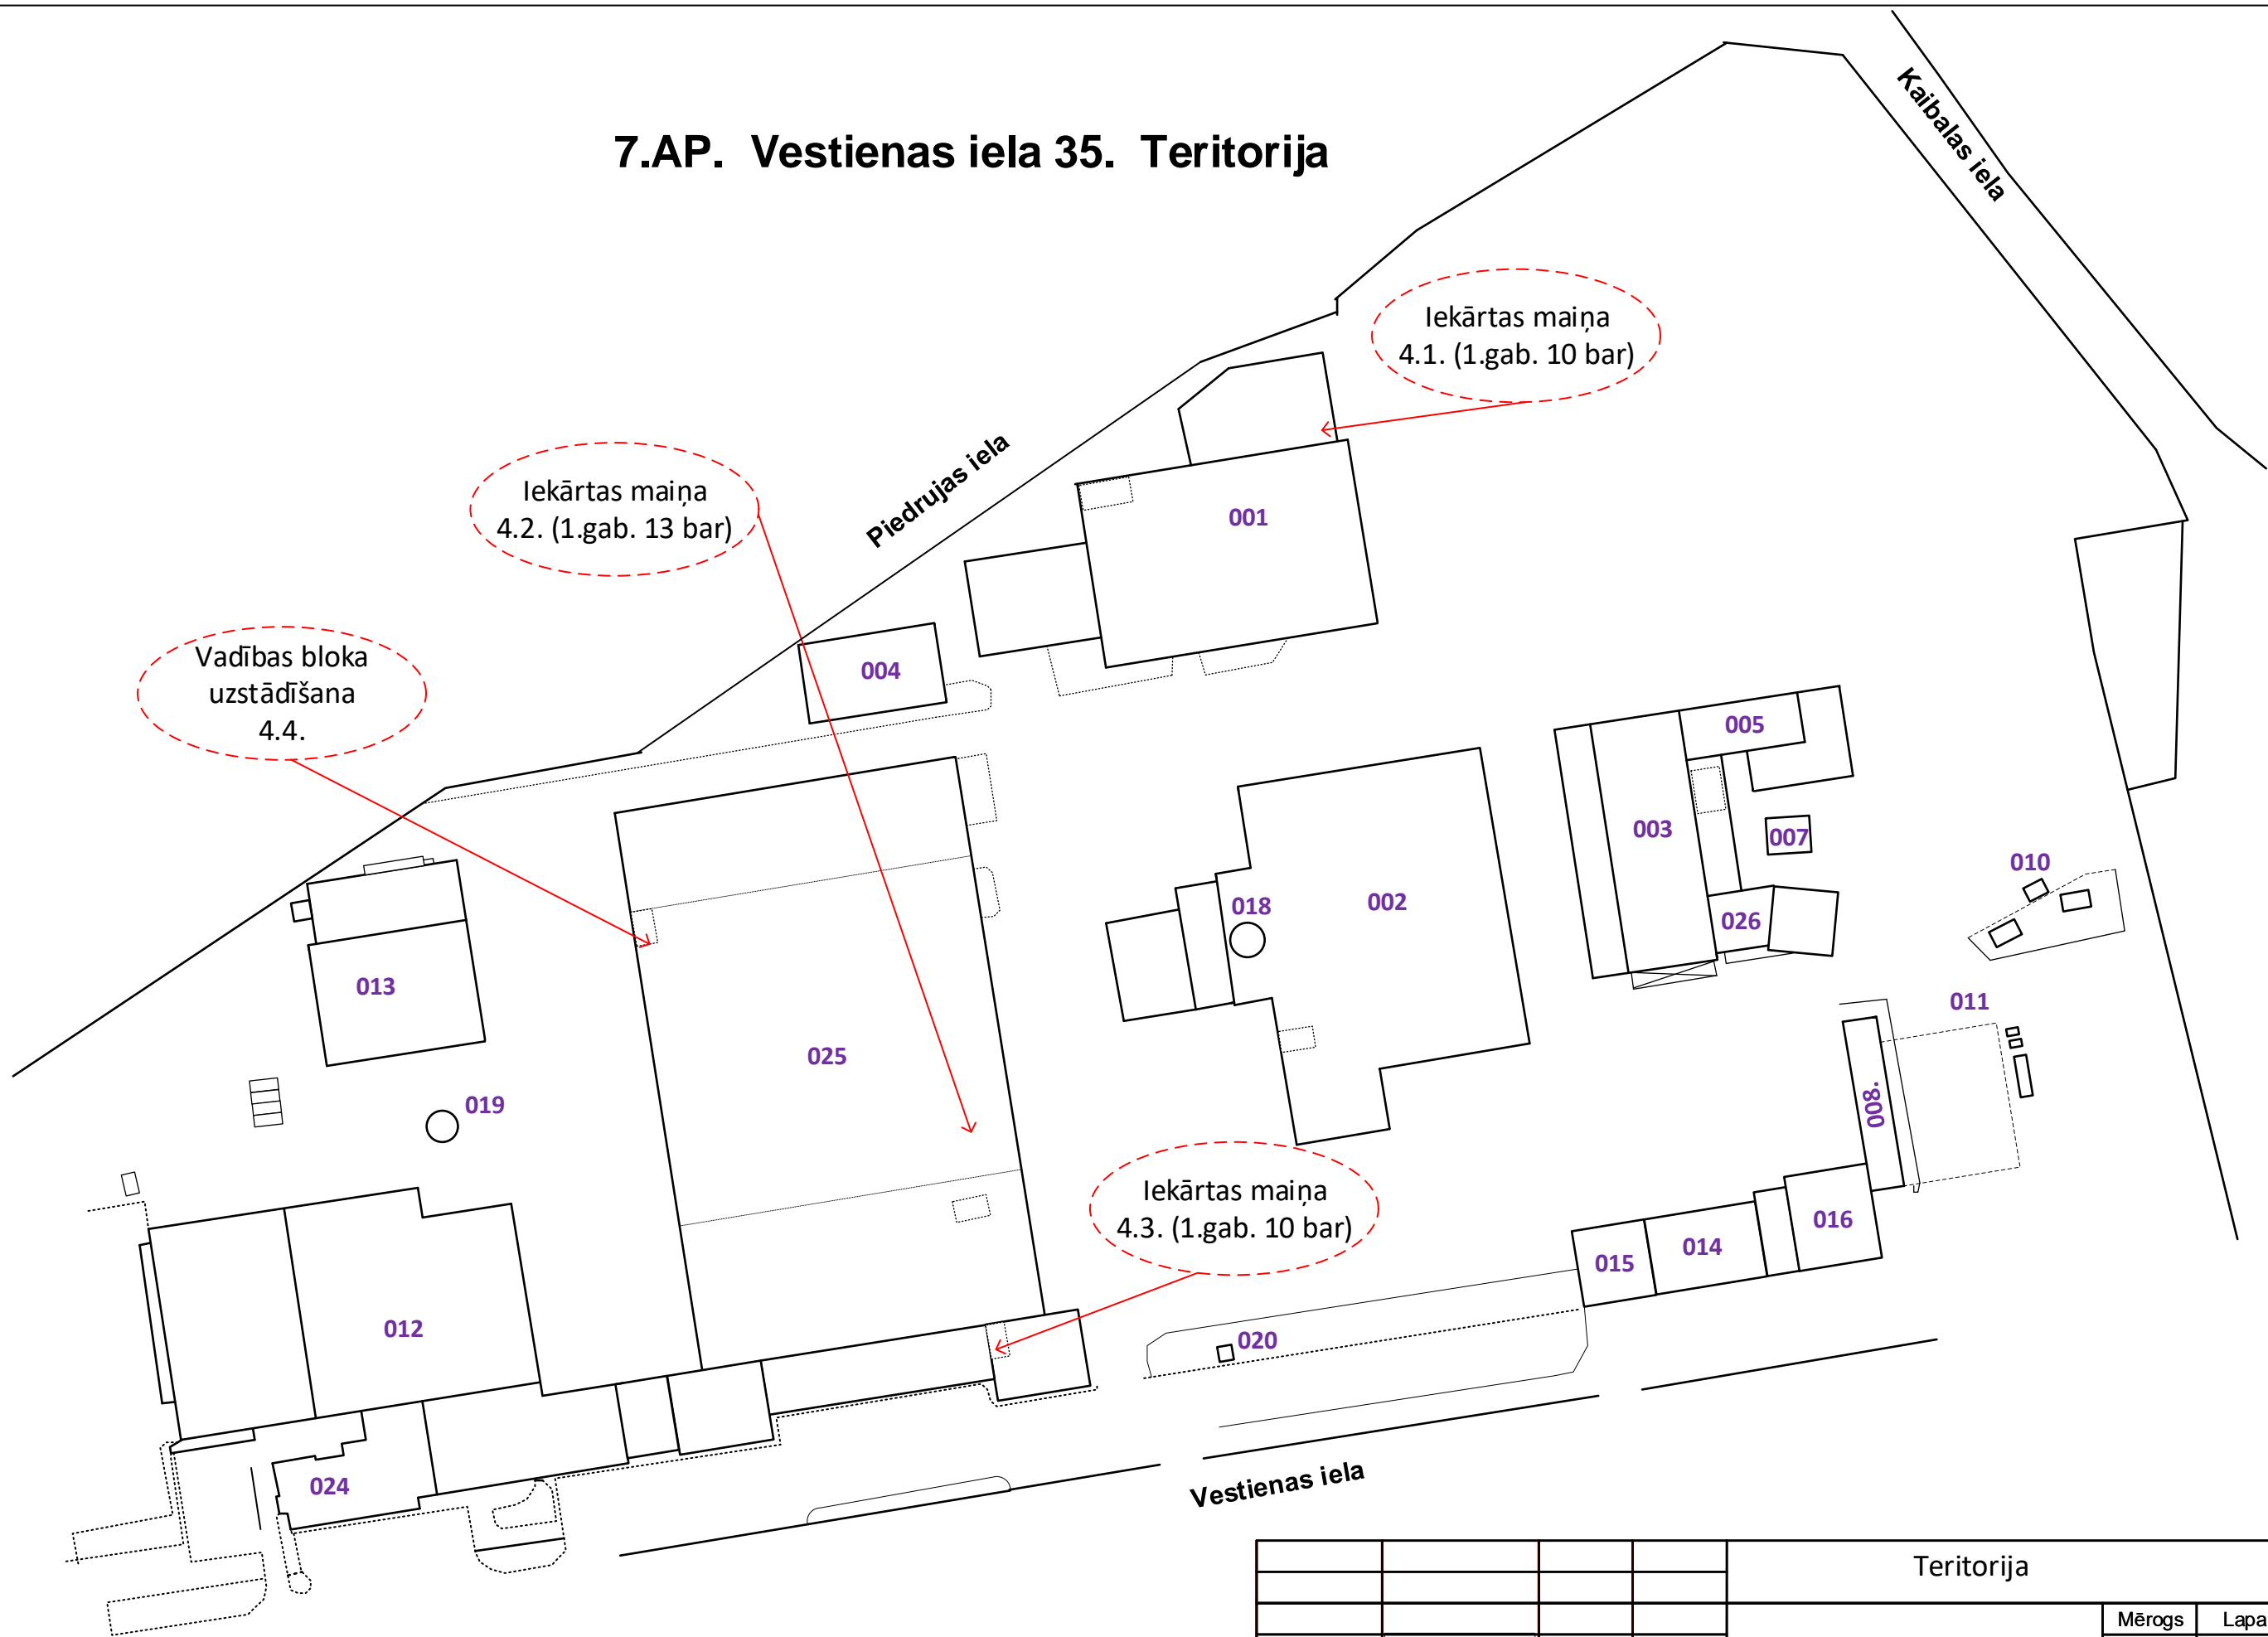 Kaibalas iela
7.AP. Vestienas iela 35. Teritorija
Iekārtas maiņa
4.1. (1.gab. 10 bar)
Piedrujas iela
Iekārtas maiņa
4.2. (1.gab. 13 bar)
001
Vadības bloka
uzstādīšana
4.4.
004
005
003
007
010
018
002
026
013
011
025
019
008.
Iekārtas maiņa
4.3. (1.gab. 10 bar)
016
014
015
012
020
024
Vestienas iela
Teritorija
Mērogs
Lapa